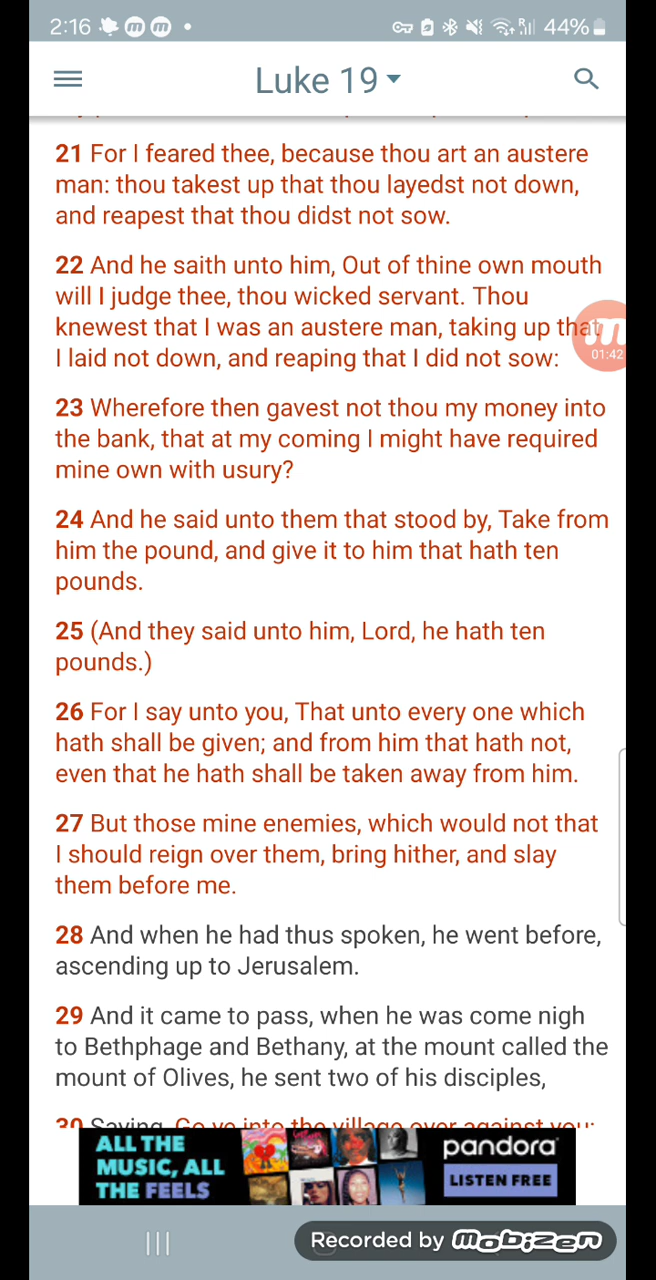 2:16 44%
Luke 19
21 For I feared thee, because thou art an austere
man: thou takest up that thou layedst not down,
and reapest that thou didst not sow.
22 And he saith unto him, Out of thine own mouth
will I judge thee, thou wicked servant. Thou
knewest that I was an austere man, taking up that
I laid not down, and reaping that I did not sow:
01:42
23 Wherefore then gavest not thou my money into
the bank, that at my coming I might have required
mine own with usury?
24 And he said unto them that stood by, Take from
him the pound, and give it to him that hath ten
pounds.
25 (And they said unto him, Lord, he hath ten
pounds.)
26 For I say unto you, That unto every one which
hath shall be given; and from him that hath not,
even that he hath shall be taken away from him.
27 But those mine enemies, which would not that
I should reign over them, bring hither, and slay
them before me.
28 And when he had thus spoken, he went before,
ascending up to Jerusalem.
29 And it came to pass, when he was come nigh
to Bethphage and Bethany, at the mount called the
mount of Olives, he sent two of his disciples,
30 Saying, Go ye into the village over against you;
ALL THE
MUSIC, ALL
THE FEELS
pandora
LISTEN FREE
Recorded by mobizen